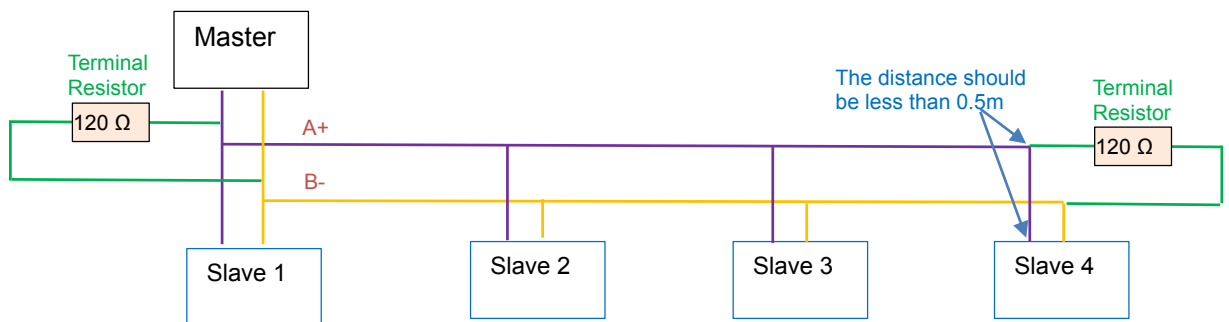 Master
Terminal
Resistor
120 Ω
A+
B-
The distance should
be less than 0.5m
Terminal
Resistor
120 Ω
Slave 1
Slave 2
Slave 3
Slave 4